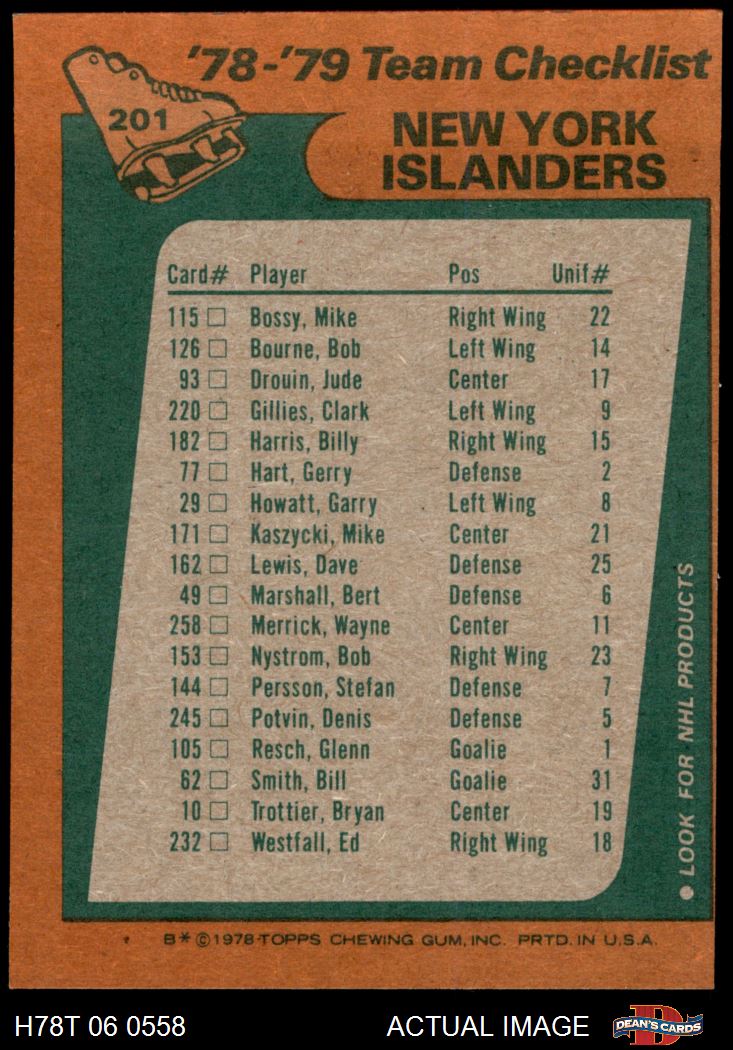 '78-'79 Team Checklist
201
NEW YORK
ISLANDERS
Card# Player Pos Unif#
115 □ Bossy, Mike Right Wing 22
126 □ Bourne, Bob Left Wing 14
93 □ Drouin, Jude Center 17
220 □ Gillies, Clark Left Wing 9
182 □ Harris, Billy Right Wing 15
77 □ Hart, Gerry Defense 2
29 □ Howatt, Garry Left Wing 8
171 □ Kaszycki, Mike Center 21
162 □ Lewis, Dave Defense 25
49 □ Marshall, Bert Defense 6
258 □ Merrick, Wayne Center 11
153 □ Nystrom, Bob Right Wing 23
144 □ Persson, Stefan Defense 7
245 □ Potvin, Denis Defense 5
105 □ Resch, Glenn Goalie 1
62 □ Smith, Bill Goalie 31
10 □ Trottier, Bryan Center 19
232 □ Westfall, Ed Right Wing 18
● LOOK FOR NHL PRODUCTS
B* © 1978 TOPPS CHEWING GUM, INC. PRTD. IN U.S.A.
H78T 06 0558 ACTUAL IMAGE DEAN'S CARDS